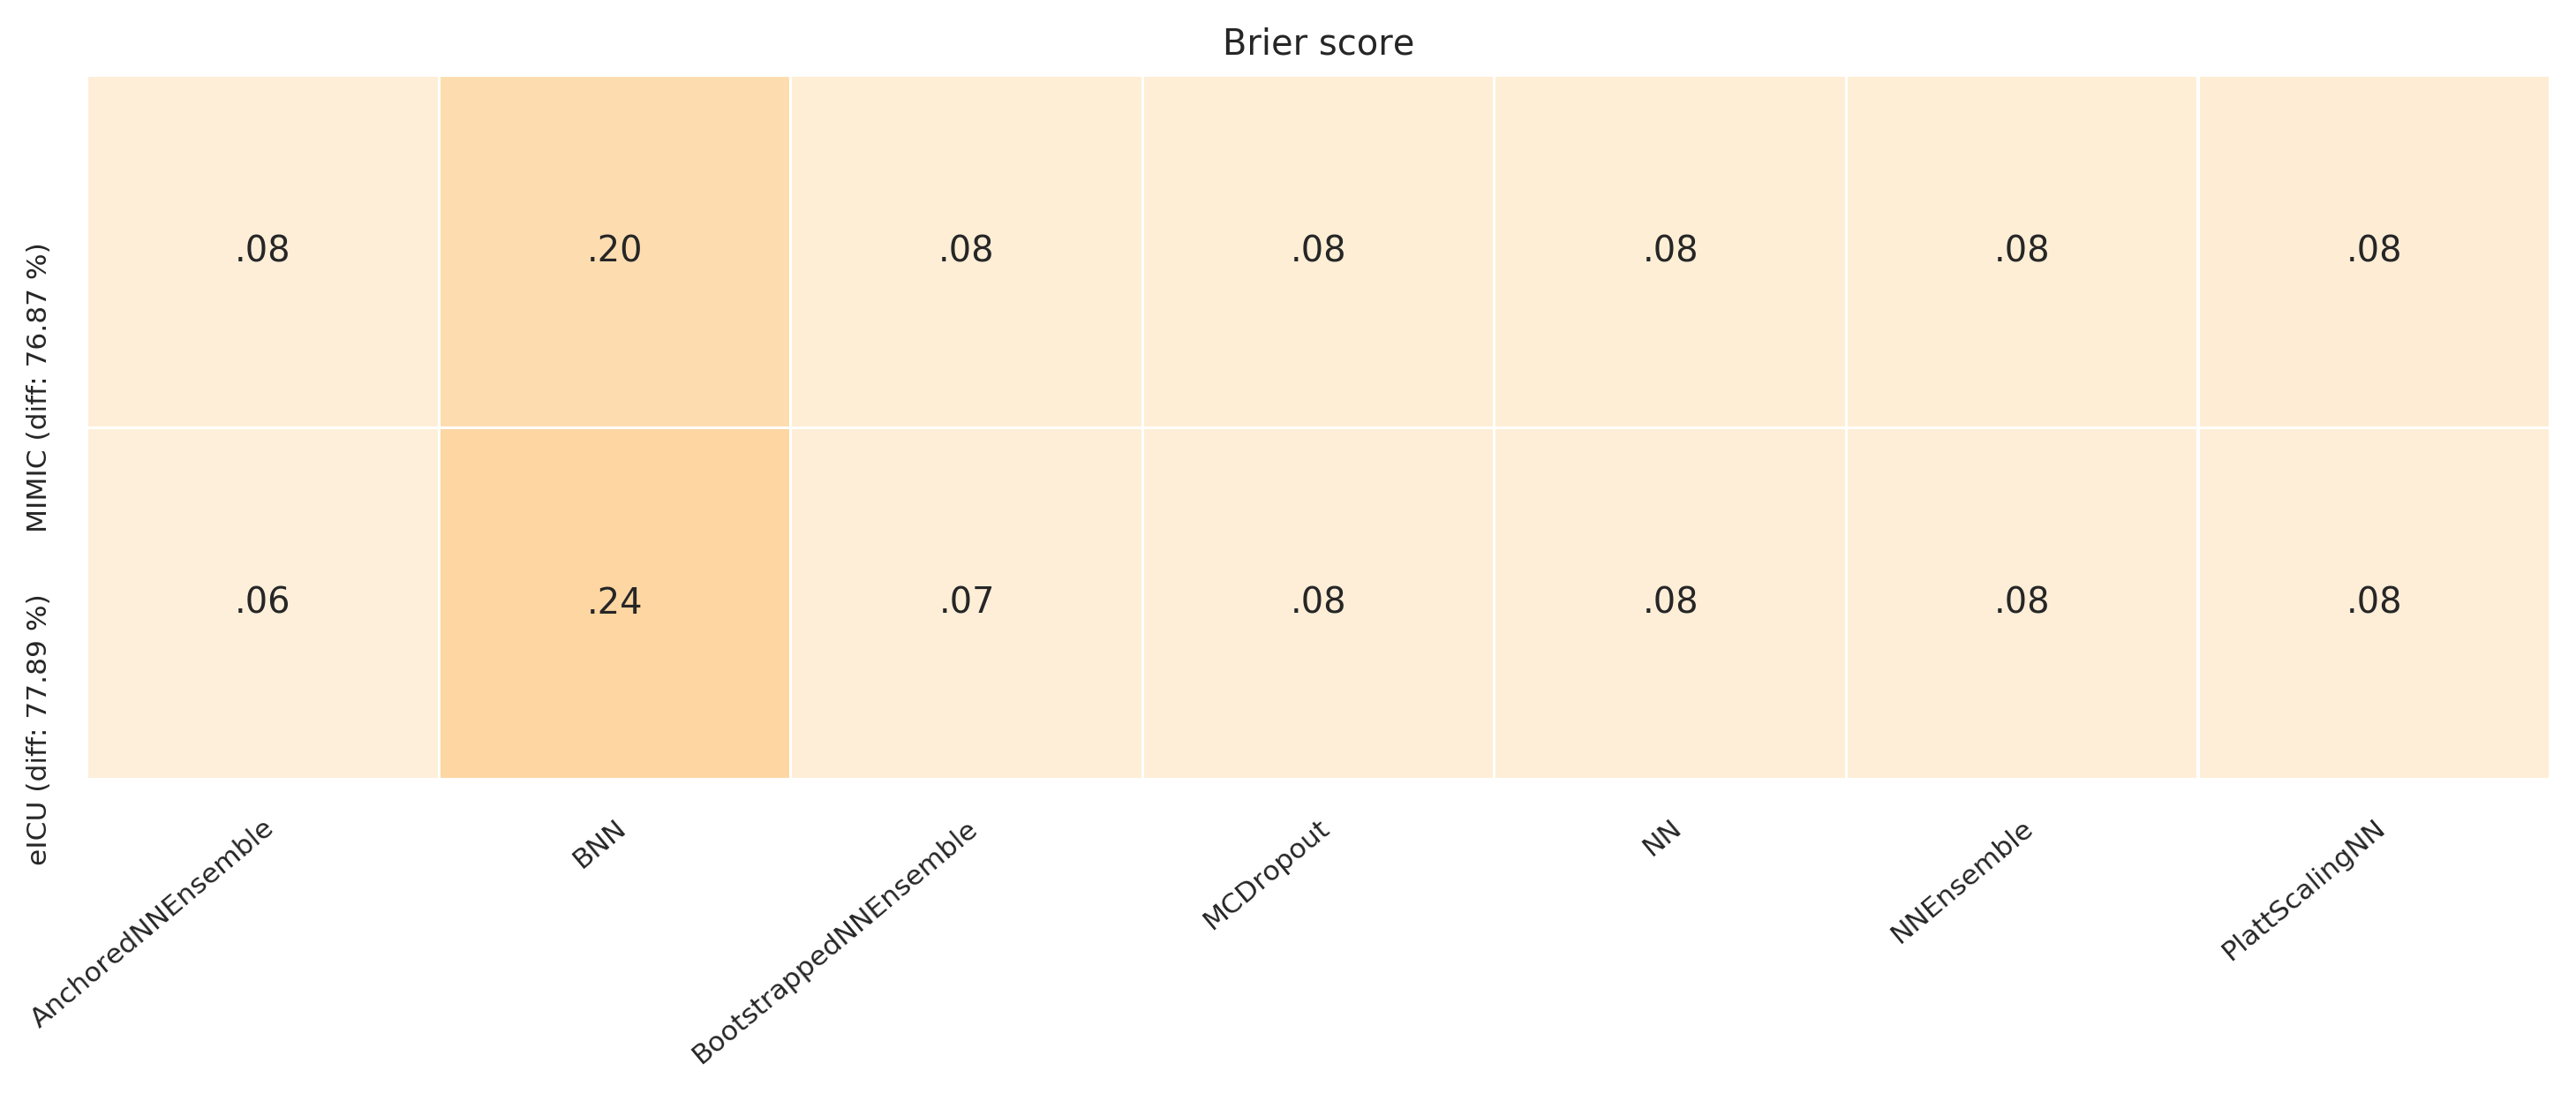 Brier score
MIMIC (diff: 76.87 %)
.08 .20 .08 .08 .08 .08 .08
eICU (diff: 77.89 %)
.06 .24 .07 .08 .08 .08 .08
AnchoredNNEnsemble
BNN
BootstrappedNNEnsemble
MCDropout
NN
NNEnsemble
PlattScalingNN